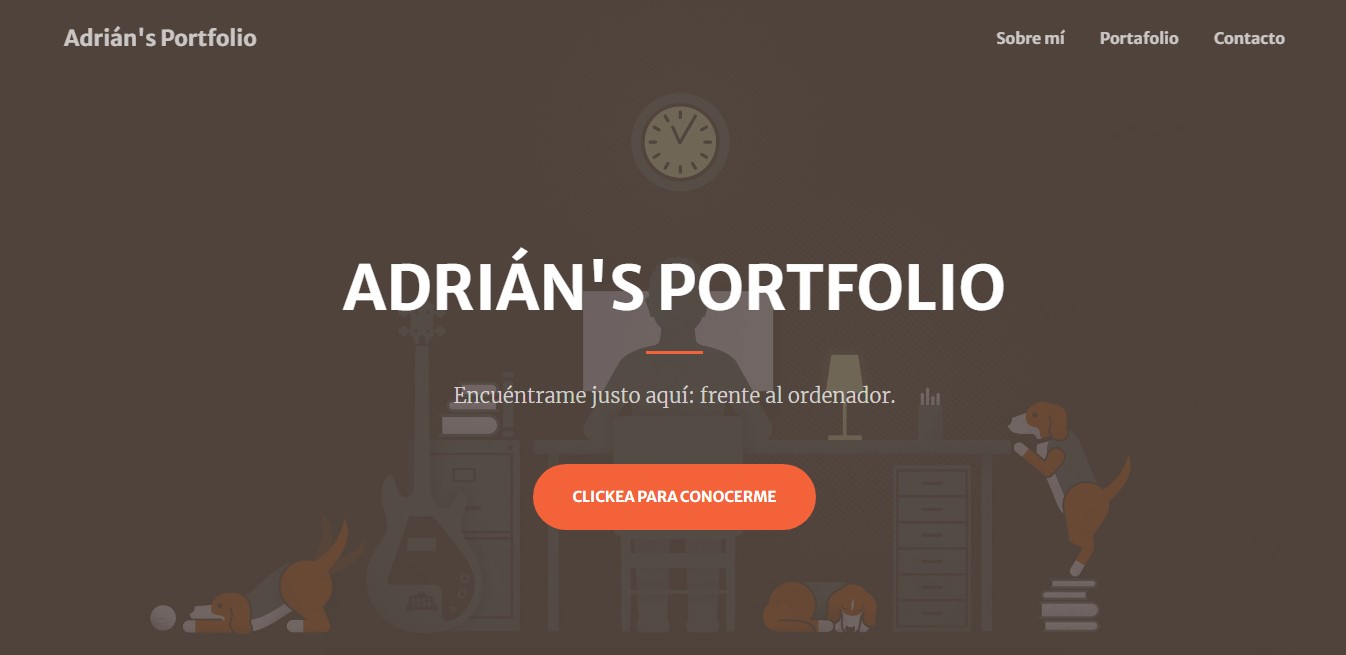 Adrián's Portfolio
Sobre mí
Portafolio
Contacto
ADRIÁN'S PORTFOLIO
Encuéntrame justo aquí: frente al ordenador.
CLICKEA PARA CONOCERME